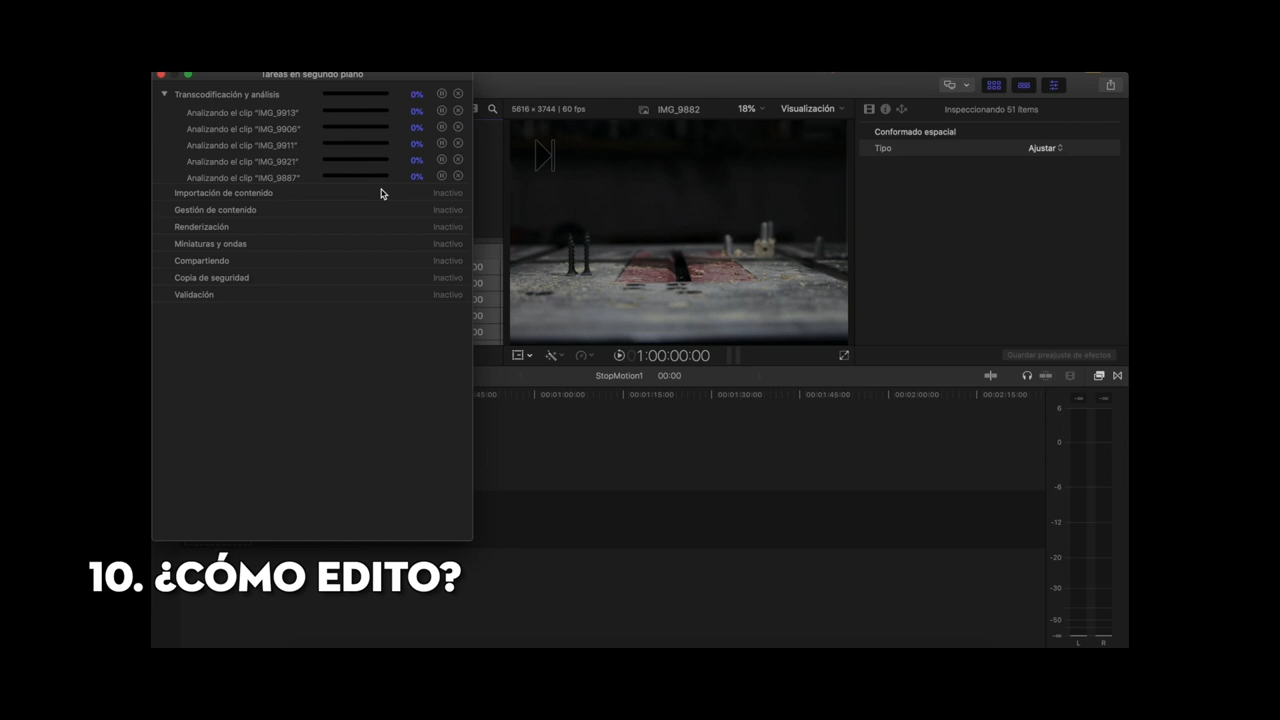 Tareas en segundo plano
Transcodificación y análisis 0%
Analizando el clip "IMG_9913" 0%
Analizando el clip "IMG_9906" 0%
Analizando el clip "IMG_9911" 0%
Analizando el clip "IMG_9921" 0%
Analizando el clip "IMG_9887" 0%
Importación de contenido Inactivo
Gestión de contenido Inactivo
Renderización Inactivo
Miniaturas y ondas Inactivo
Compartiendo Inactivo
Copia de seguridad Inactivo
Validación Inactivo
00
00
00
00
00
5616 × 3744 | 60 fps IMG_9882 18% Visualización
1:00:00:00
Inspeccionando 51 ítems
Conformado espacial
Tipo Ajustar
Guardar preajuste de efectos
StopMotion1 00:00
:45:00 00:01:00:00 00:01:15:00 00:01:30:00 00:01:45:00 00:02:00:00 00:02:15:00
-∞ -∞
6
0
-6
-12
-20
-30
-50
-∞
L R
10. ¿CÓMO EDITO?